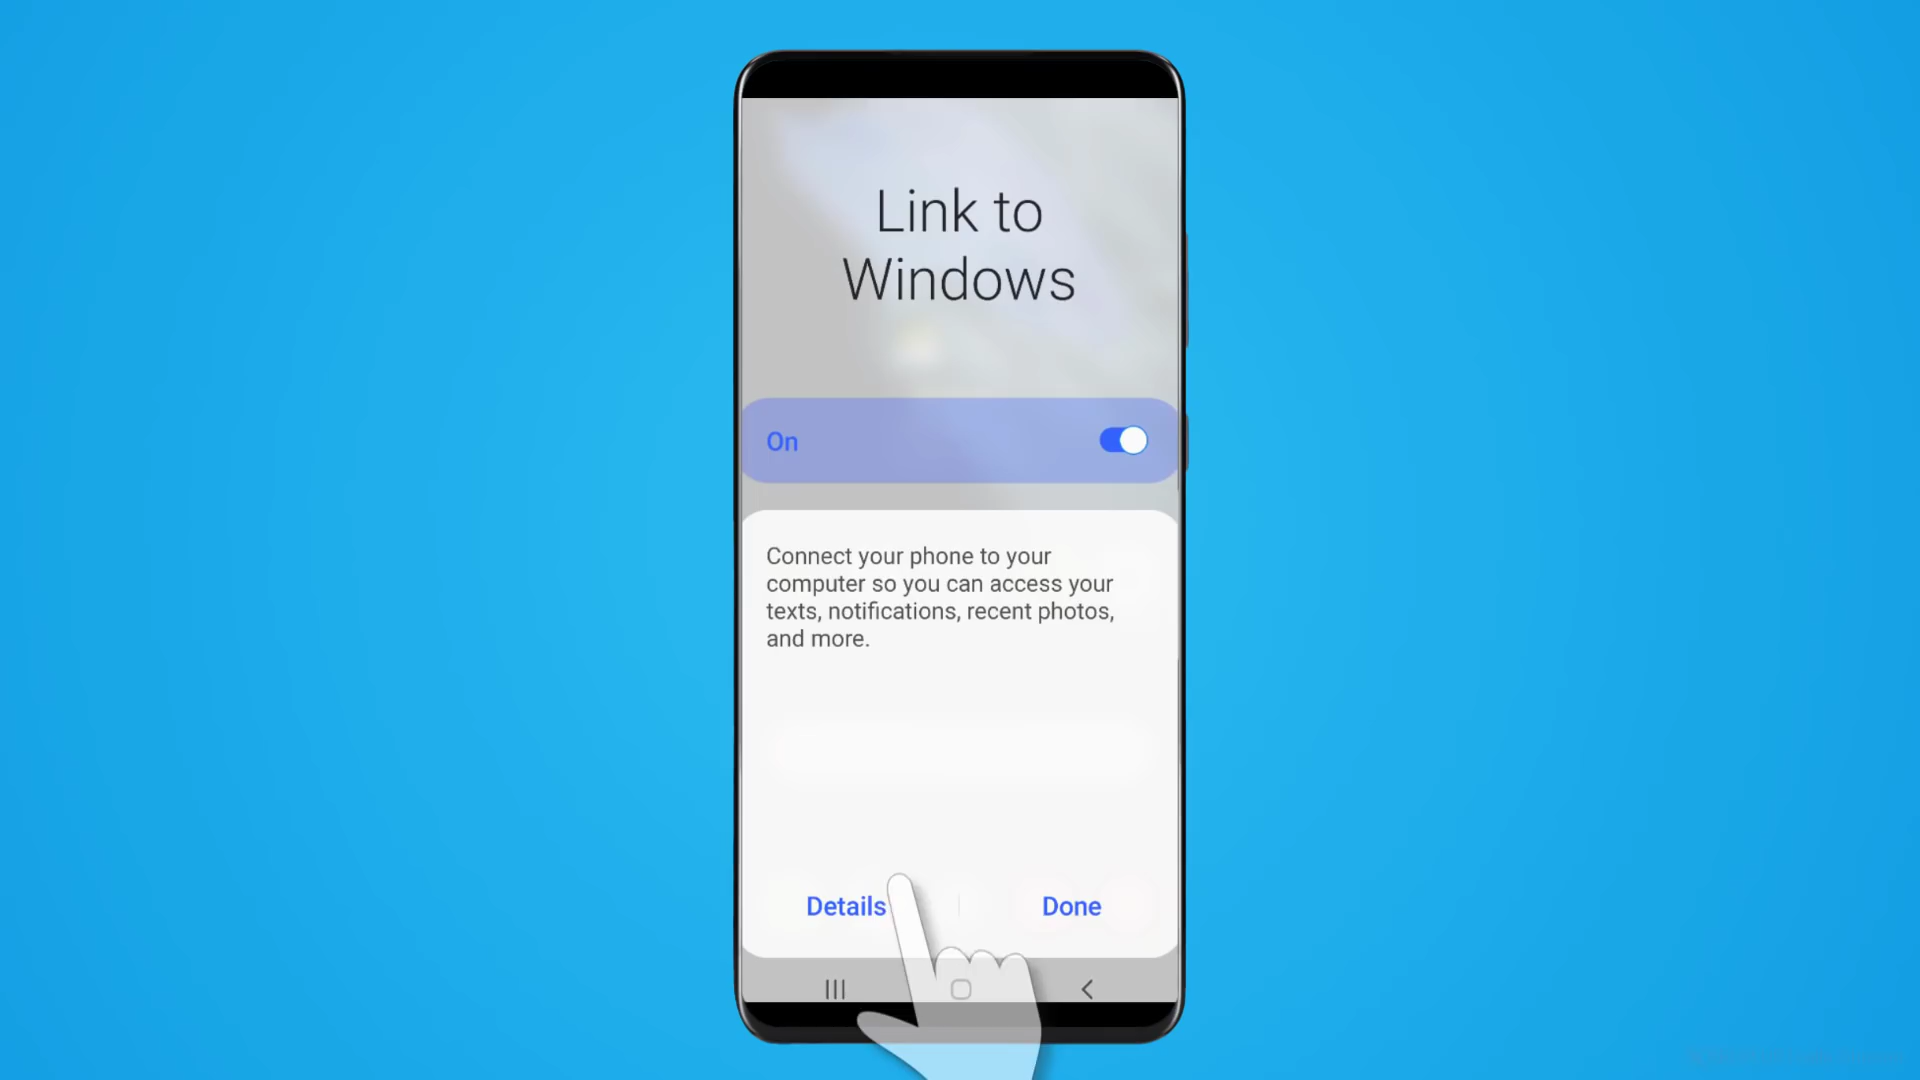 Link to
Windows
On
Connect your phone to your
computer so you can access your
texts, notifications, recent photos,
and more.
Details
Done